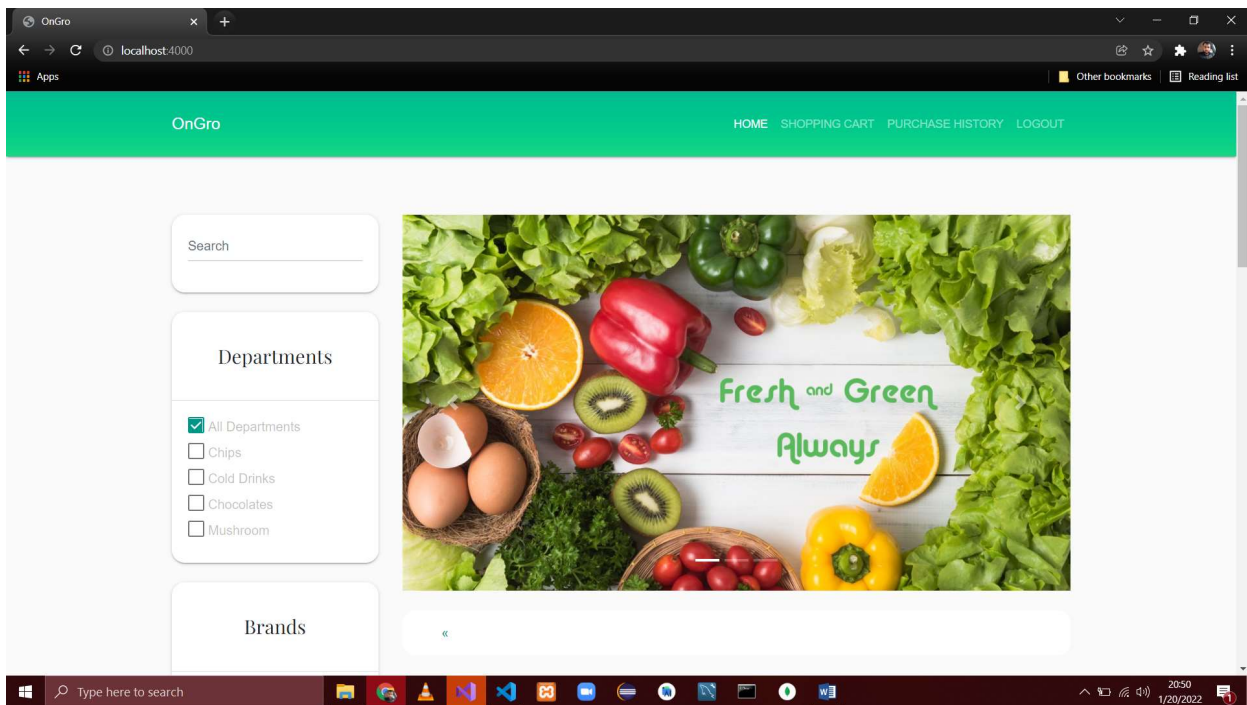 OnGro
localhost:4000
Apps
Other bookmarks
Reading list
OnGro
HOME SHOPPING CART PURCHASE HISTORY LOGOUT
Search
Departments
All Departments
Chips
Cold Drinks
Chocolates
Mushroom
Brands
Fresh and Green
Always
«
Type here to search
20:50
1/20/2022
1